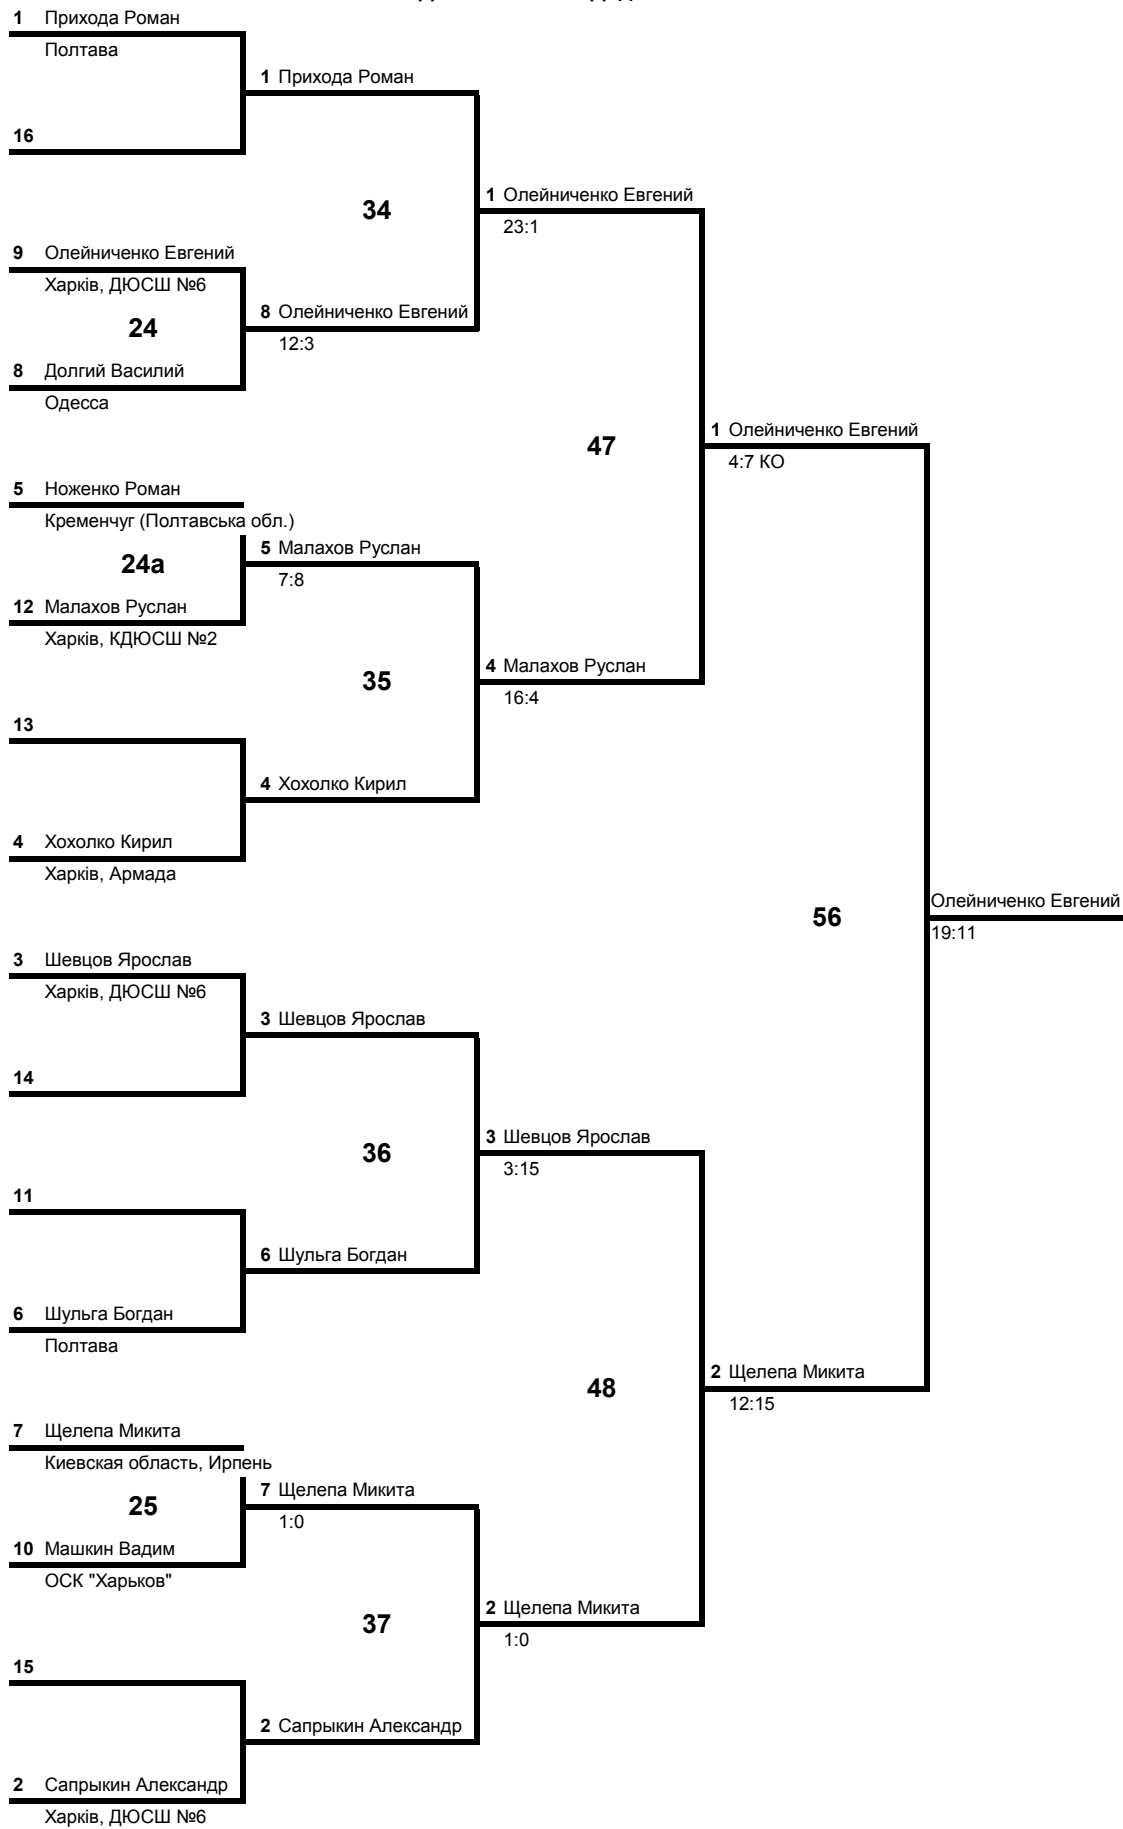 1 Прихода Роман
Полтава
1 Прихода Роман
16
1 Олейниченко Евгений
34
23:1
9 Олейниченко Евгений
Харків, ДЮСШ №6
8 Олейниченко Евгений
24
12:3
8 Долгий Василий
Одесса
1 Олейниченко Евгений
47
4:7 КО
5 Ноженко Роман
Кременчуг (Полтавська обл.)
5 Малахов Руслан
24а
7:8
12 Малахов Руслан
Харків, КДЮСШ №2
4 Малахов Руслан
35
16:4
13
4 Хохолко Кирил
4 Хохолко Кирил
Харків, Армада
Олейниченко Евгений
56
19:11
3 Шевцов Ярослав
Харків, ДЮСШ №6
3 Шевцов Ярослав
14
3 Шевцов Ярослав
36
3:15
11
6 Шульга Богдан
6 Шульга Богдан
Полтава
2 Щелепа Микита
48
12:15
7 Щелепа Микита
Киевская область, Ирпень
7 Щелепа Микита
25
1:0
10 Машкин Вадим
ОСК "Харьков"
2 Щелепа Микита
37
1:0
15
2 Сапрыкин Александр
2 Сапрыкин Александр
Харків, ДЮСШ №6